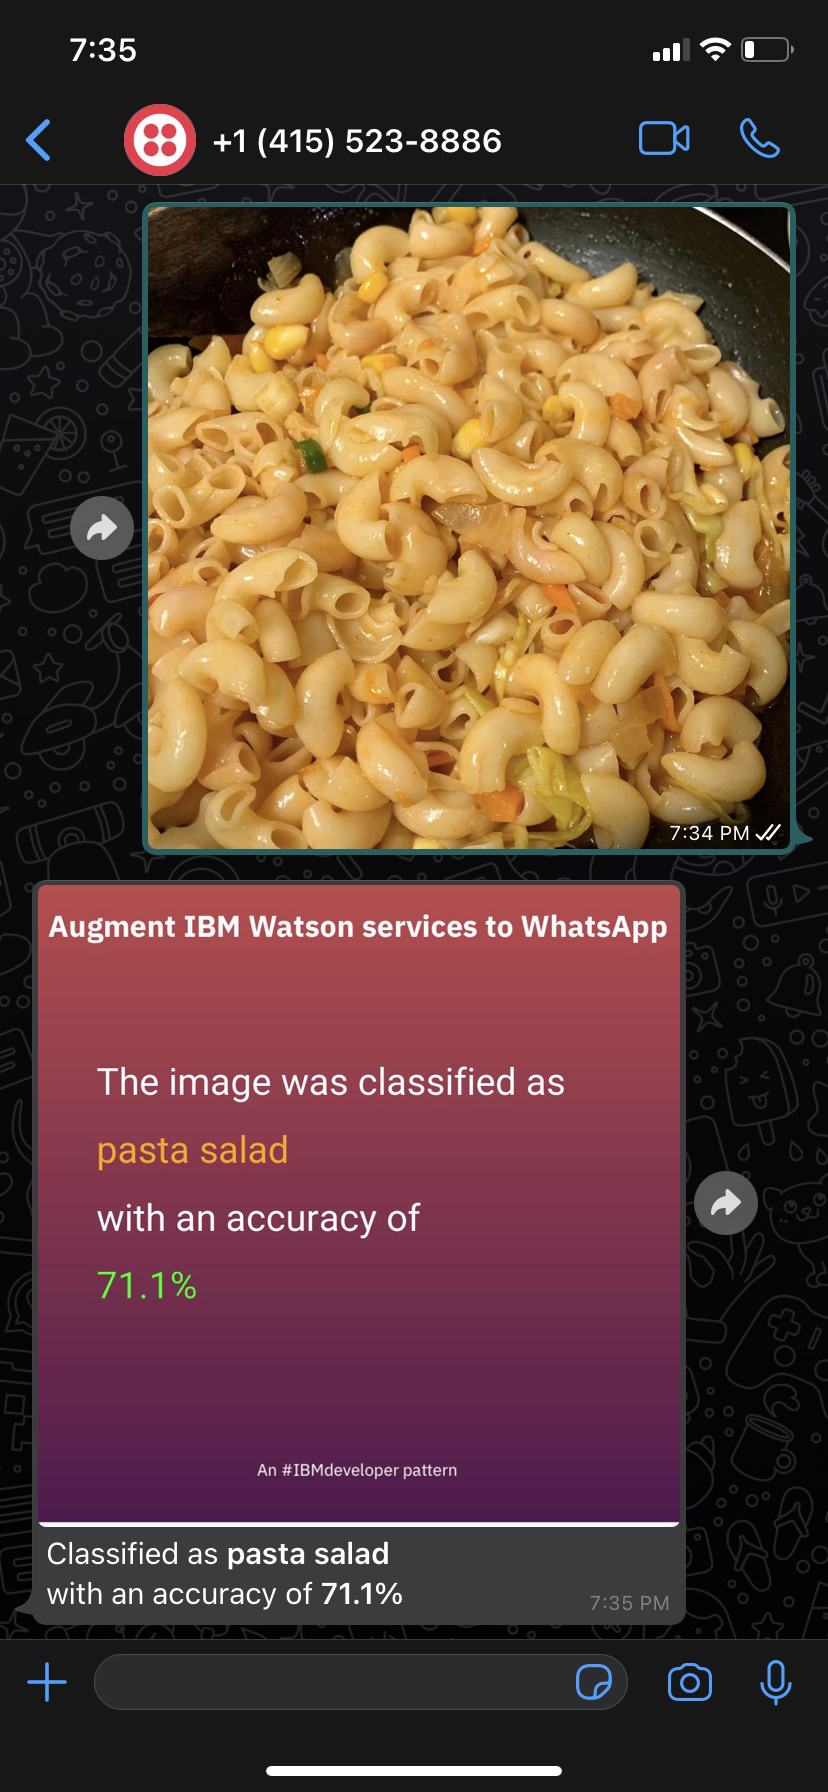 7:35
+1 (415) 523-8886
7:34 PM
Augment IBM Watson services to WhatsApp
The image was classified as
pasta salad
with an accuracy of
71.1%
An #IBMdeveloper pattern
Classified as pasta salad
with an accuracy of 71.1%
7:35 PM